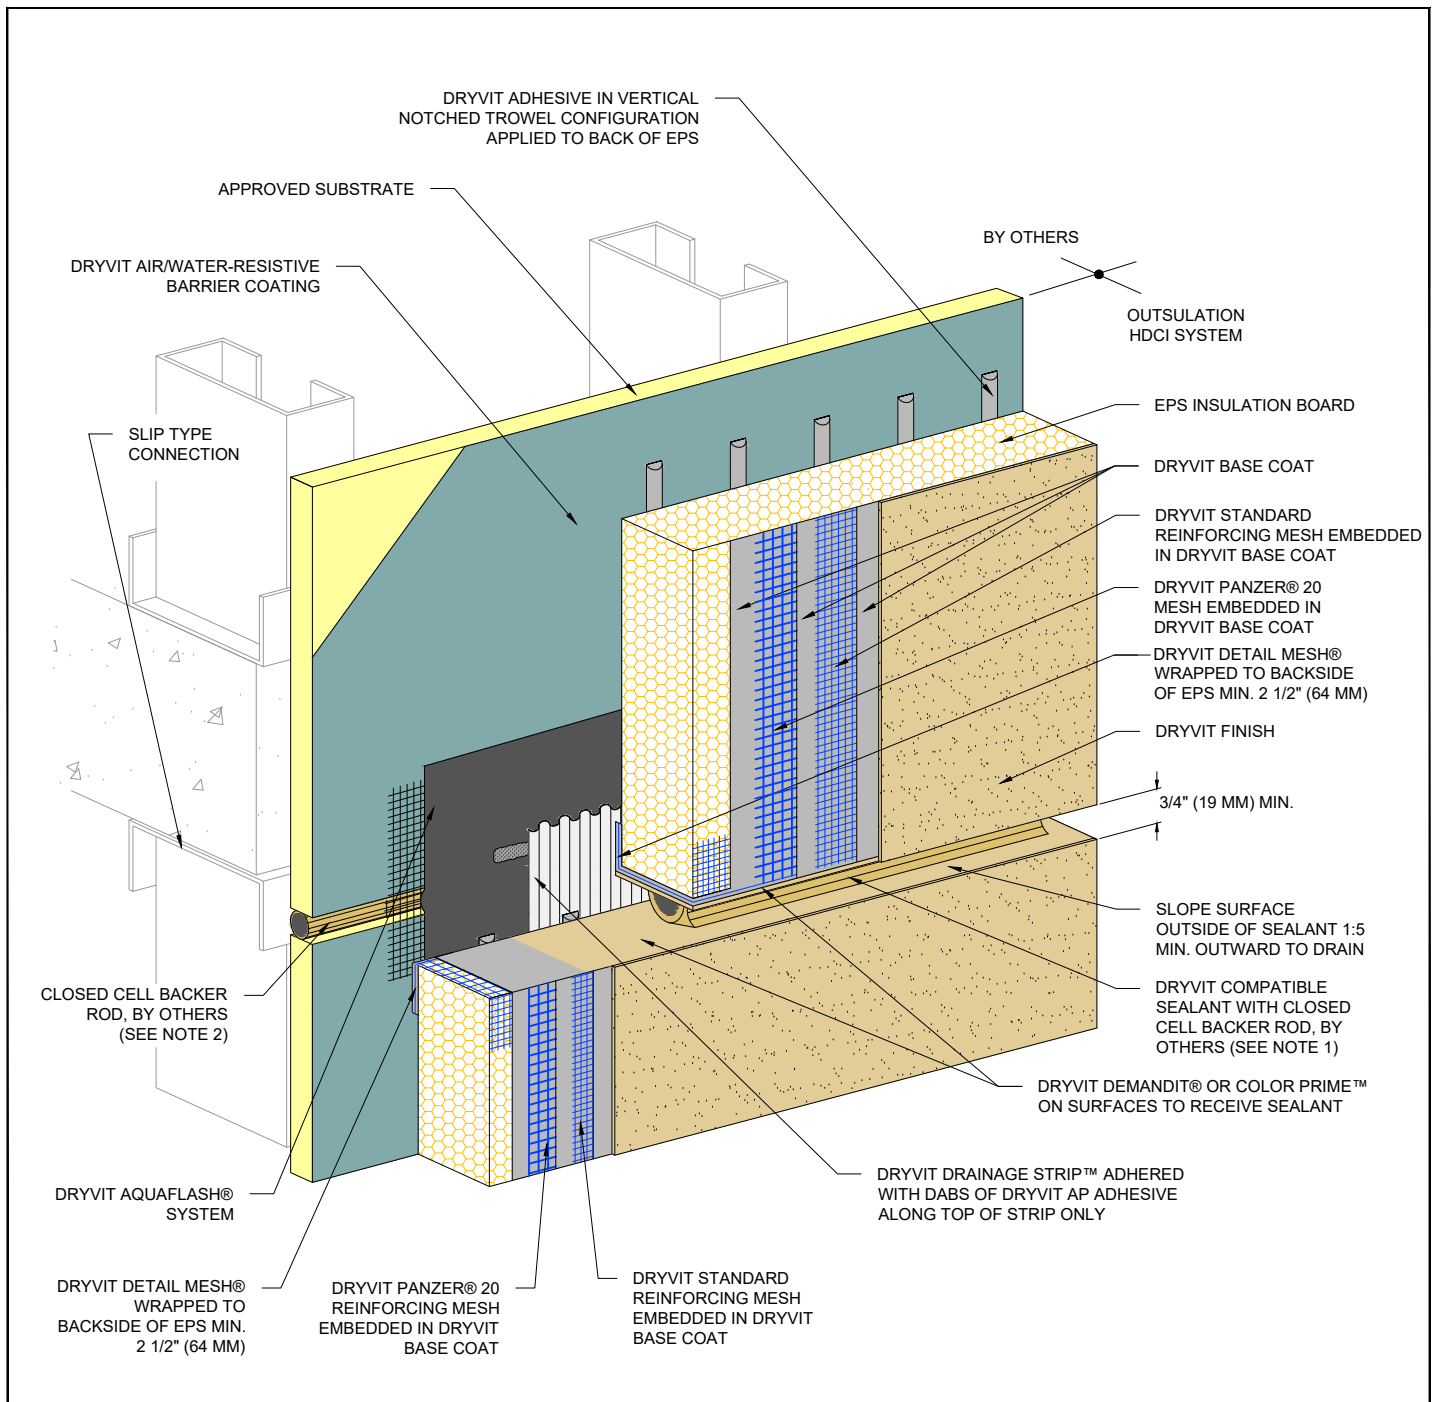 DRYVIT ADHESIVE IN VERTICAL
NOTCHED TROWEL CONFIGURATION
APPLIED TO BACK OF EPS
APPROVED SUBSTRATE
DRYVIT AIR/WATER-RESISTIVE
BARRIER COATING
BY OTHERS
OUTSULATION
HDCI SYSTEM
SLIP TYPE
CONNECTION
EPS INSULATION BOARD
DRYVIT BASE COAT
DRYVIT STANDARD
REINFORCING MESH EMBEDDED
IN DRYVIT BASE COAT
DRYVIT PANZER® 20
MESH EMBEDDED IN
DRYVIT BASE COAT
DRYVIT DETAIL MESH®
WRAPPED TO BACKSIDE
OF EPS MIN. 2 1/2" (64 MM)
DRYVIT FINISH
3/4" (19 MM) MIN.
SLOPE SURFACE
OUTSIDE OF SEALANT 1:5
MIN. OUTWARD TO DRAIN
CLOSED CELL BACKER
ROD, BY OTHERS
(SEE NOTE 2)
DRYVIT COMPATIBLE
SEALANT WITH CLOSED
CELL BACKER ROD, BY
OTHERS (SEE NOTE 1)
DRYVIT DEMANDIT® OR COLOR PRIME™
ON SURFACES TO RECEIVE SEALANT
DRYVIT AQUAFLASH®
SYSTEM
DRYVIT DRAINAGE STRIP™ ADHERED
WITH DABS OF DRYVIT AP ADHESIVE
ALONG TOP OF STRIP ONLY
DRYVIT DETAIL MESH®
WRAPPED TO
BACKSIDE OF EPS MIN.
2 1/2" (64 MM)
DRYVIT PANZER® 20
REINFORCING MESH
EMBEDDED IN DRYVIT
BASE COAT
DRYVIT STANDARD
REINFORCING MESH
EMBEDDED IN DRYVIT
BASE COAT